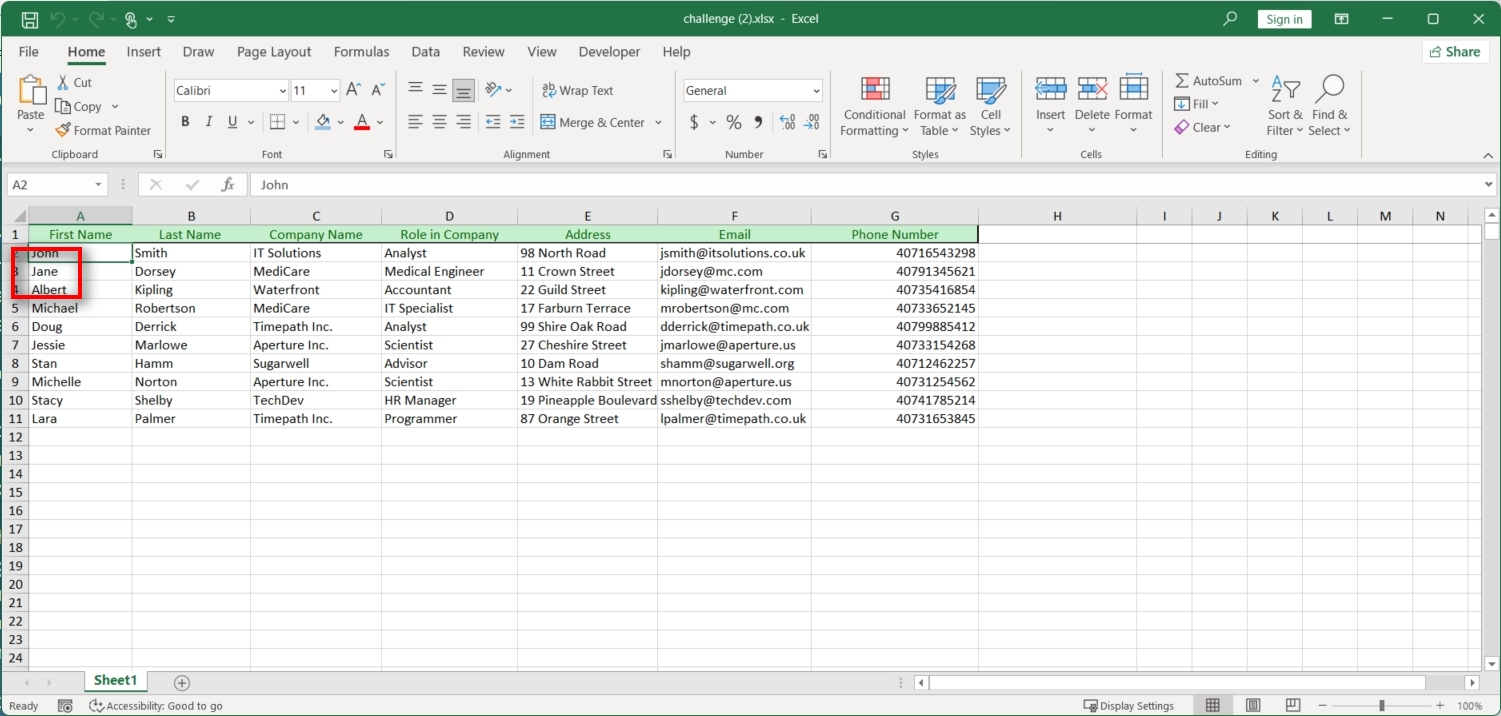 challenge (2).xlsx - Excel
Sign in
File Home Insert Draw Page Layout Formulas Data Review View Developer Help Share
Paste Cut Copy Format Painter
Calibri 11
B I U A
A A
ab Wrap Text
Merge & Center
General
$ % 9 .00 .00
Conditional Formatting
Format as Table
Cell Styles
Insert Delete Format
AutoSum
Fill
Clear
Sort & Filter
Find & Select
Clipboard Font Alignment Number Styles Cells Editing
A2 fx John
A B C D E F G H I J K L M N
1 First Name Last Name Company Name Role in Company Address Email Phone Number
2 John Smith IT Solutions Analyst 98 North Road jsmith@itsolutions.co.uk 40716543298
3 Jane Dorsey MediCare Medical Engineer 11 Crown Street jdorsey@mc.com 40791345621
4 Albert Kipling Waterfront Accountant 22 Guild Street kipling@waterfront.com 40735416854
5 Michael Robertson MediCare IT Specialist 17 Farburn Terrace mrobertson@mc.com 40733652145
6 Doug Derrick Timepath Inc. Analyst 99 Shire Oak Road dderrick@timepath.co.uk 40799885412
7 Jessie Marlowe Aperture Inc. Scientist 27 Cheshire Street jmarlowe@aperture.us 40733154268
8 Stan Hamm Sugarwell Advisor 10 Dam Road shamm@sugarwell.org 40712462257
9 Michelle Norton Aperture Inc. Scientist 13 White Rabbit Street mnorton@aperture.us 40731254562
10 Stacy Shelby TechDev HR Manager 19 Pineapple Boulevard sshelby@techdev.com 40741785214
11 Lara Palmer Timepath Inc. Programmer 87 Orange Street lpalmer@timepath.co.uk 40731653845
12
13
14
15
16
17
18
19
20
21
22
23
24
Sheet1
Ready Accessibility: Good to go Display Settings 100%